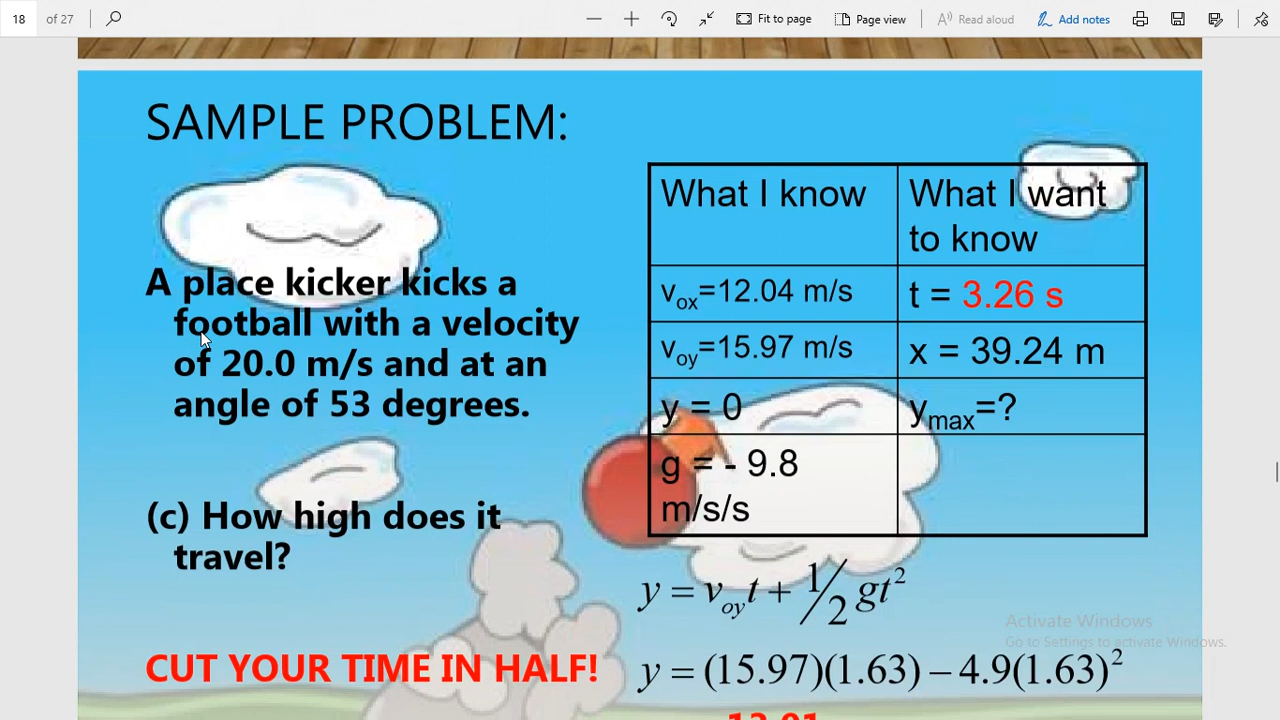 18 of 27
Fit to page
Page view
Read aloud
Add notes
SAMPLE PROBLEM:
A place kicker kicks a
football with a velocity
of 20.0 m/s and at an
angle of 53 degrees.
(c) How high does it
travel?
CUT YOUR TIME IN HALF!
What I know
What I want
to know
vox=12.04 m/s
t = 3.26 s
voy=15.97 m/s
x = 39.24 m
y = 0
ymax=?
g = - 9.8
m/s/s
y = voyt + 1/2 gt²
y = (15.97)(1.63) – 4.9(1.63)²
Activate Windows
Go to Settings to activate Windows.